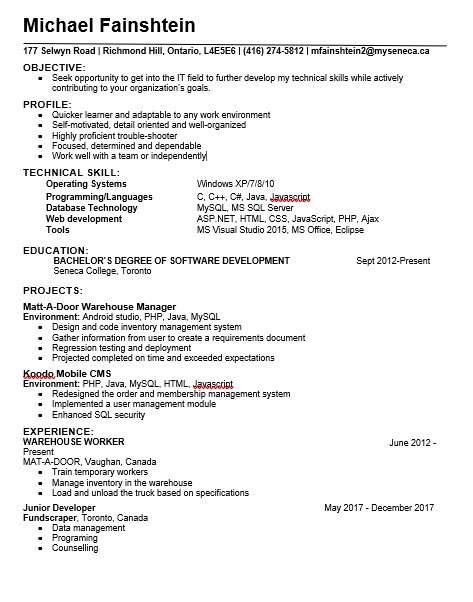 Michael Fainshtein
177 Selwyn Road | Richmond Hill, Ontario, L4E5E6 | (416) 274-5812 | mfainshtein2@myseneca.ca
OBJECTIVE:
• Seek opportunity to get into the IT field to further develop my technical skills while actively
contributing to your organization's goals.
PROFILE:
• Quicker learner and adaptable to any work environment
• Self-motivated, detail oriented and well-organized
• Highly proficient trouble-shooter
• Focused, determined and dependable
• Work well with a team or independently
TECHNICAL SKILL:
Operating Systems Windows XP/7/8/10
Programming/Languages C, C++, C#, Java, Javascript
Database Technology MySQL, MS SQL Server
Web development ASP.NET, HTML, CSS, JavaScript, PHP, Ajax
Tools MS Visual Studio 2015, MS Office, Eclipse
EDUCATION:
BACHELOR'S DEGREE OF SOFTWARE DEVELOPMENT Sept 2012-Present
Seneca College, Toronto
PROJECTS:
Matt-A-Door Warehouse Manager
Environment: Android studio, PHP, Java, MySQL
• Design and code inventory management system
• Gather information from user to create a requirements document
• Regression testing and deployment
• Projected completed on time and exceeded expectations
Koodo Mobile CMS
Environment: PHP, Java, MySQL, HTML, Javascript
• Redesigned the order and membership management system
• Implemented a user management module
• Enhanced SQL security
EXPERIENCE:
WAREHOUSE WORKER June 2012 -
Present
MAT-A-DOOR, Vaughan, Canada
• Train temporary workers
• Manage inventory in the warehouse
• Load and unload the truck based on specifications
Junior Developer May 2017 - December 2017
Fundscraper, Toronto, Canada
• Data management
• Programing
• Counselling